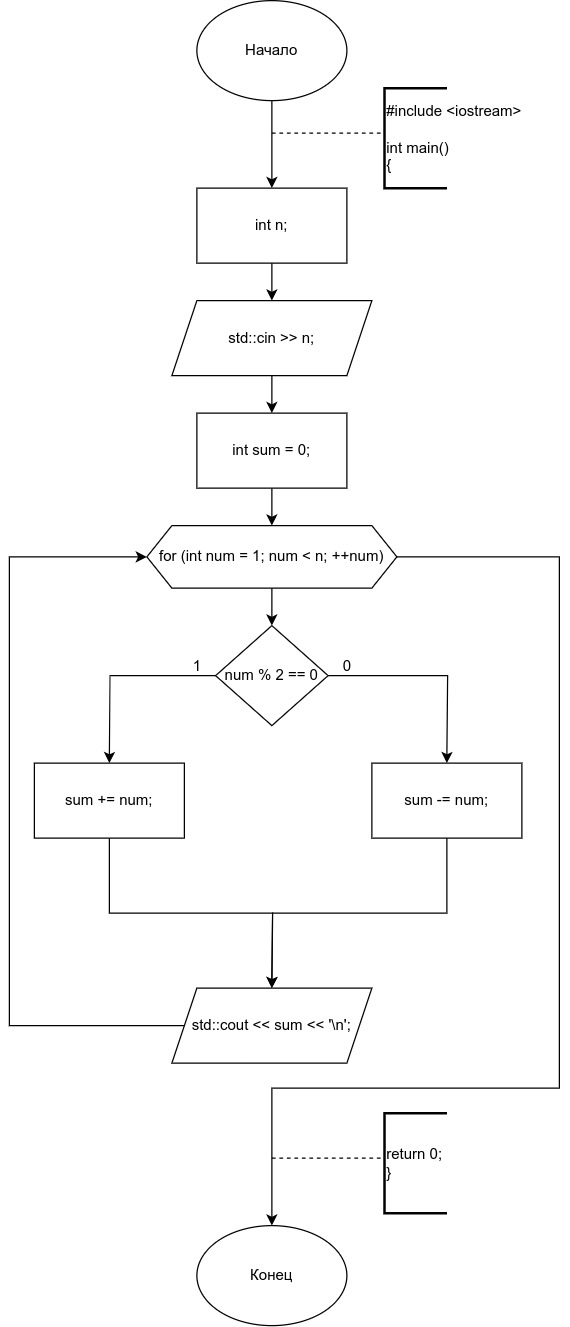 Начало
#include <iostream>
int main()
{
int n;
std::cin >> n;
int sum = 0;
for (int num = 1; num < n; ++num)
1
num % 2 == 0
0
sum += num;
sum -= num;
std::cout << sum << '\n';
return 0;
}
Конец